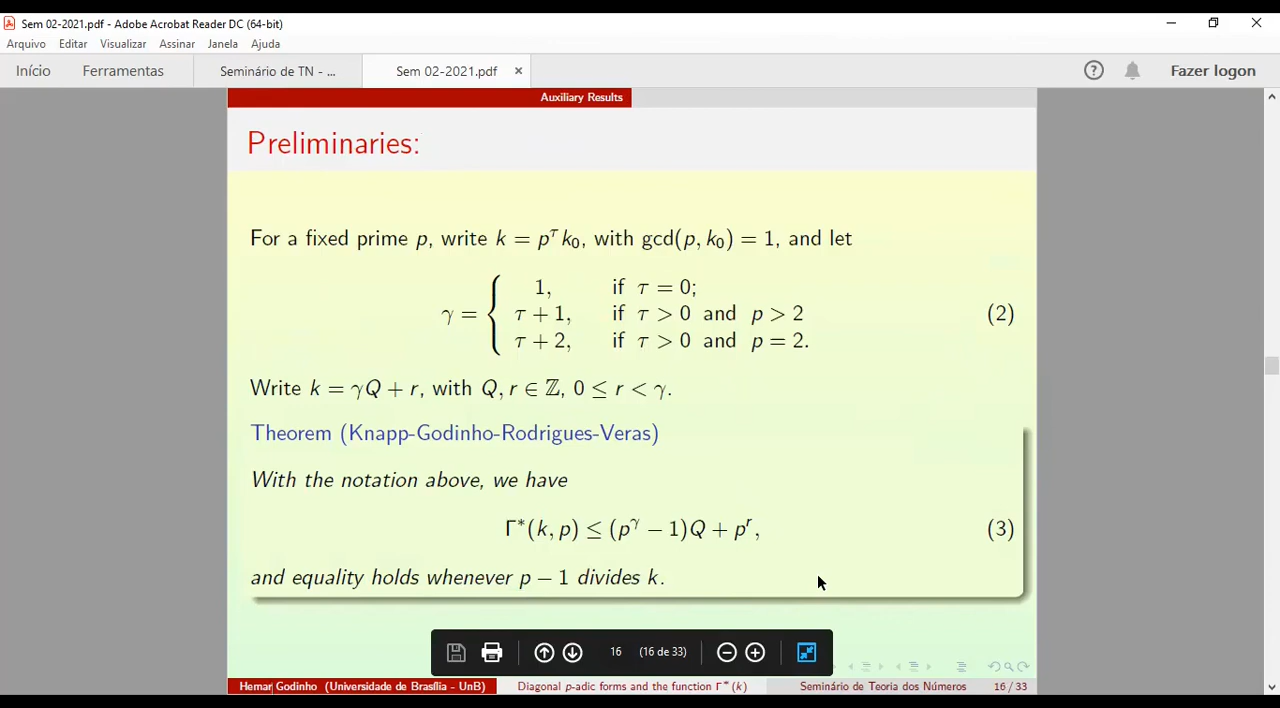 Sem 02-2021.pdf - Adobe Acrobat Reader DC (64-bit)
Arquivo Editar Visualizar Assinar Janela Ajuda
Início Ferramentas Seminário de TN - ... Sem 02-2021.pdf × Fazer logon
Auxiliary Results
Preliminaries:
For a fixed prime p, write k = p^τ k₀, with gcd(p, k₀) = 1, and let
1, if τ = 0;
γ = { τ + 1, if τ > 0 and p > 2 (2)
τ + 2, if τ > 0 and p = 2.
Write k = γQ + r, with Q, r ∈ ℤ, 0 ≤ r < γ.
Theorem (Knapp-Godinho-Rodrigues-Veras)
With the notation above, we have
Γ*(k, p) ≤ (p^γ − 1)Q + p^r, (3)
and equality holds whenever p − 1 divides k.
16 (16 de 33)
Hemar Godinho (Universidade de Brasília - UnB) Diagonal p-adic forms and the function Γ*(k) Seminário de Teoria dos Números 16 / 33